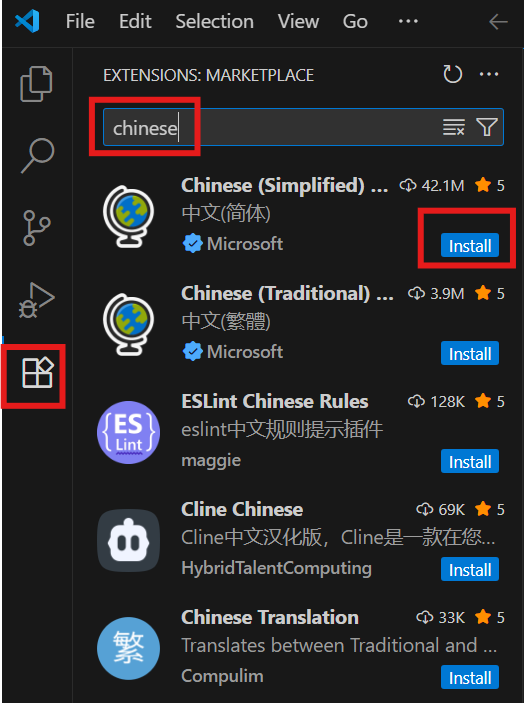 File Edit Selection View Go ...
EXTENSIONS: MARKETPLACE
chinese
Chinese (Simplified) ... 42.1M 5
中文(简体)
Microsoft Install
Chinese (Traditional) ... 3.9M 5
中文(繁體)
Microsoft Install
ESLint Chinese Rules 128K 5
ES
Lint
eslint中文规则提示插件
maggie Install
Cline Chinese 69K 5
Cline中文汉化版，Cline是一款在您...
HybridTalentComputing Install
Chinese Translation 33K 5
繁
Translates between Traditional and ...
Compulim Install